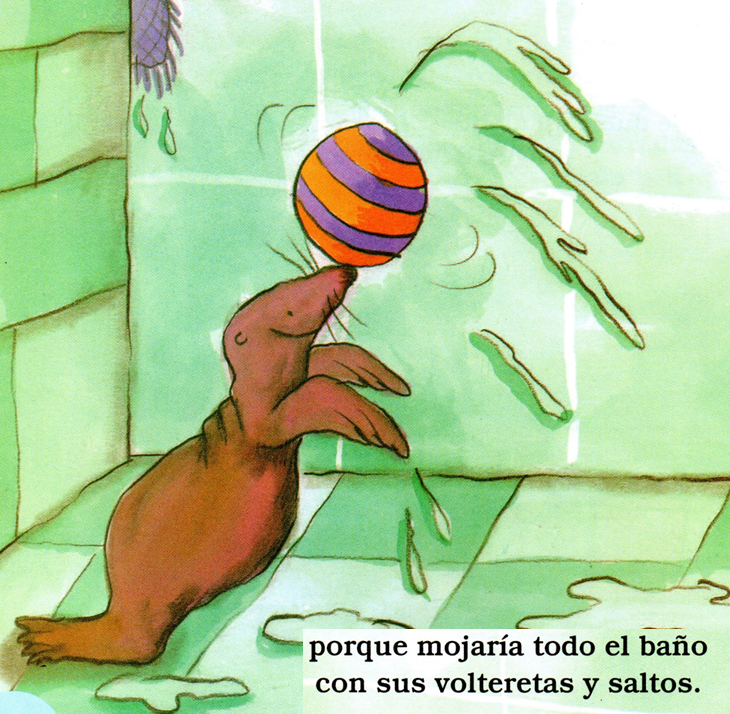 porque mojaría todo el baño
con sus volteretas y saltos.